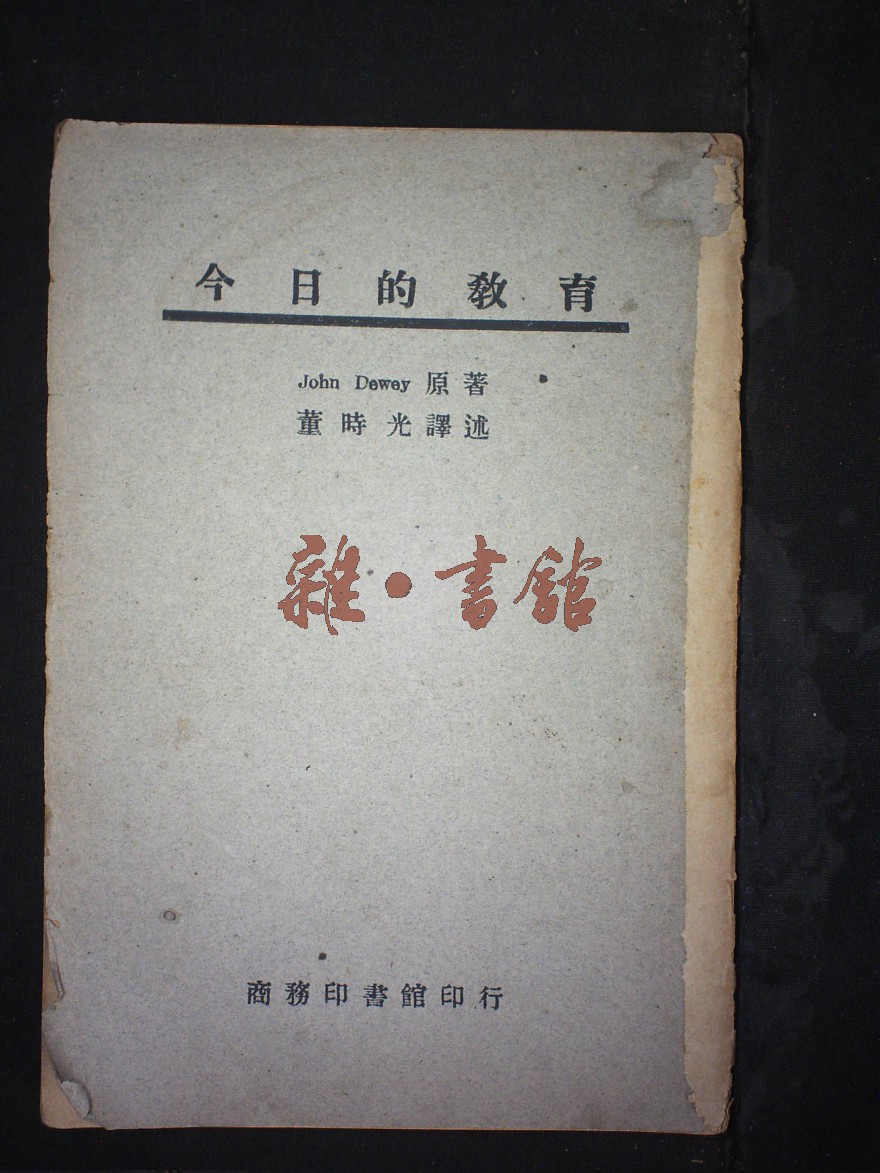 今日的敎育
John Dewey 原著
董時光譯述
雜·書館
商務印書館印行